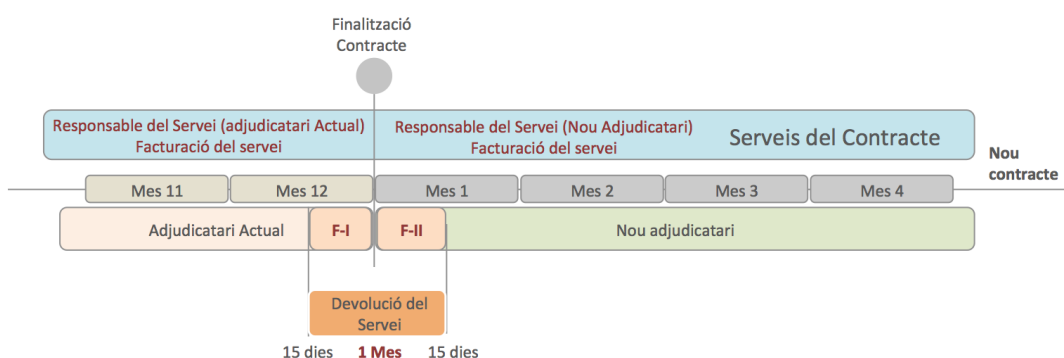 Finalització
Contracte
Responsable del Servei (adjudicatari Actual)
Facturació del servei
Responsable del Servei (Nou Adjudicatari)
Facturació del servei
Serveis del Contracte
Nou
contracte
Mes 11
Mes 12
Mes 1
Mes 2
Mes 3
Mes 4
Adjudicatari Actual
F-I
F-II
Nou adjudicatari
Devolució del
Servei
15 dies
1 Mes
15 dies